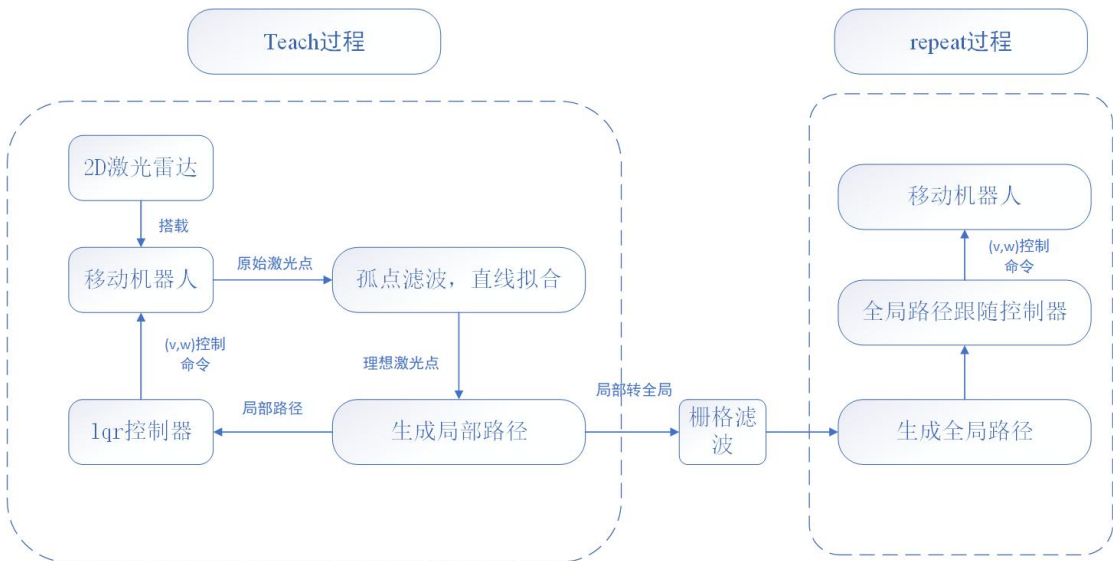 Teach过程
repeat过程
2D激光雷达
搭载
移动机器人
原始激光点
孤点滤波，直线拟合
(v,w)控制
命令
理想激光点
lqr控制器
局部路径
生成局部路径
局部转全局
栅格滤
波
移动机器人
(v,w)控制
命令
全局路径跟随控制器
生成全局路径